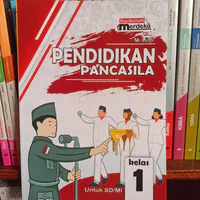 Kurikulum
merdeka
PENDIDIKAN
PANCASILA
kelas
1
Untuk SD/MI